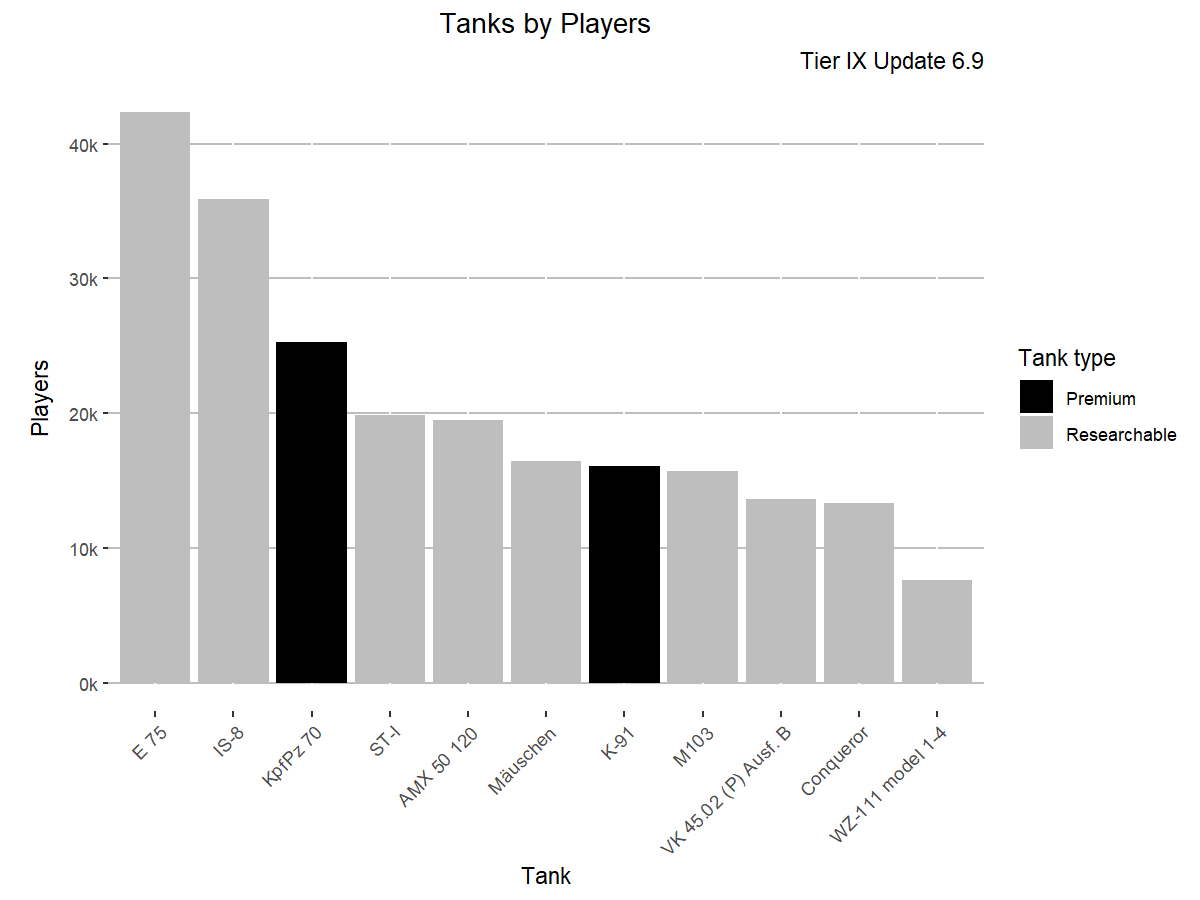 Tanks by Players
Tier IX Update 6.9
40k
30k
20k
10k
0k
Players
E 75
IS-8
KpfPz 70
ST-I
AMX 50 120
Mäuschen
K-91
M103
VK 45.02 (P) Ausf. B
Conqueror
WZ-111 model 1-4
Tank
Tank type
Premium
Researchable